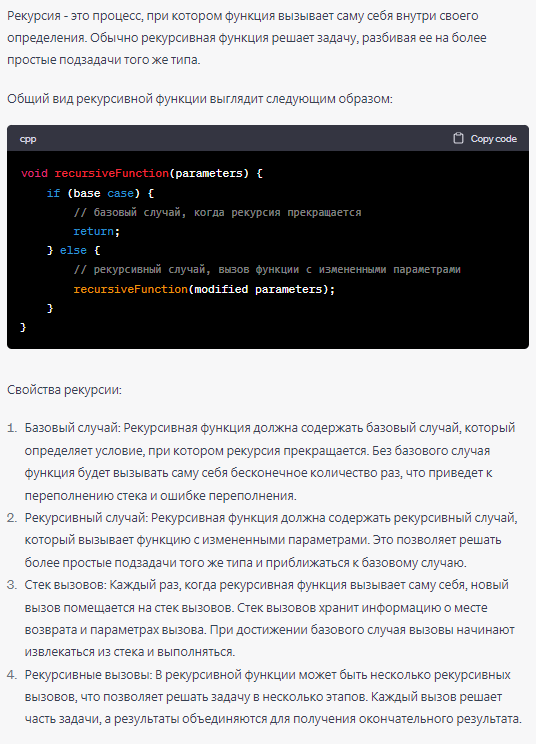 Рекурсия - это процесс, при котором функция вызывает саму себя внутри своего
определения. Обычно рекурсивная функция решает задачу, разбивая ее на более
простые подзадачи того же типа.
Общий вид рекурсивной функции выглядит следующим образом:
cpp
Copy code
void recursiveFunction(parameters) {
    if (base case) {
        // базовый случай, когда рекурсия прекращается
        return;
    } else {
        // рекурсивный случай, вызов функции с измененными параметрами
        recursiveFunction(modified parameters);
    }
}
Свойства рекурсии:
1. Базовый случай: Рекурсивная функция должна содержать базовый случай, который
определяет условие, при котором рекурсия прекращается. Без базового случая
функция будет вызывать саму себя бесконечное количество раз, что приведет к
переполнению стека и ошибке переполнения.
2. Рекурсивный случай: Рекурсивная функция должна содержать рекурсивный случай,
который вызывает функцию с измененными параметрами. Это позволяет решать
более простые подзадачи того же типа и приближаться к базовому случаю.
3. Стек вызовов: Каждый раз, когда рекурсивная функция вызывает саму себя, новый
вызов помещается на стек вызовов. Стек вызовов хранит информацию о месте
возврата и параметрах вызова. При достижении базового случая вызовы начинают
извлекаться из стека и выполняться.
4. Рекурсивные вызовы: В рекурсивной функции может быть несколько рекурсивных
вызовов, что позволяет решать задачу в несколько этапов. Каждый вызов решает
часть задачи, а результаты объединяются для получения окончательного результата.